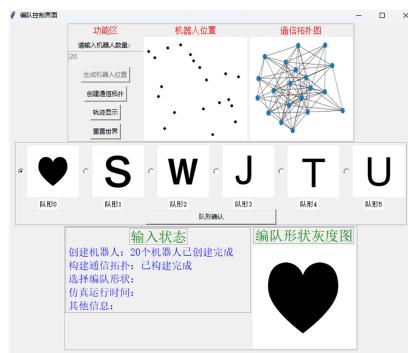 编队控制界面
功能区
机器人位置
通信拓扑图
请输入机器人数量:
20
生成机器人位置
创建通信拓扑
轨迹显示
重置世界
S W J T U
队形0 队形1 队形2 队形3 队形4 队形5
队形确认
输入状态
编队形状灰度图
创建机器人: 20个机器人已创建完成
构建通信拓扑: 已构建完成
选择编队形状:
仿真运行时间:
其他信息: